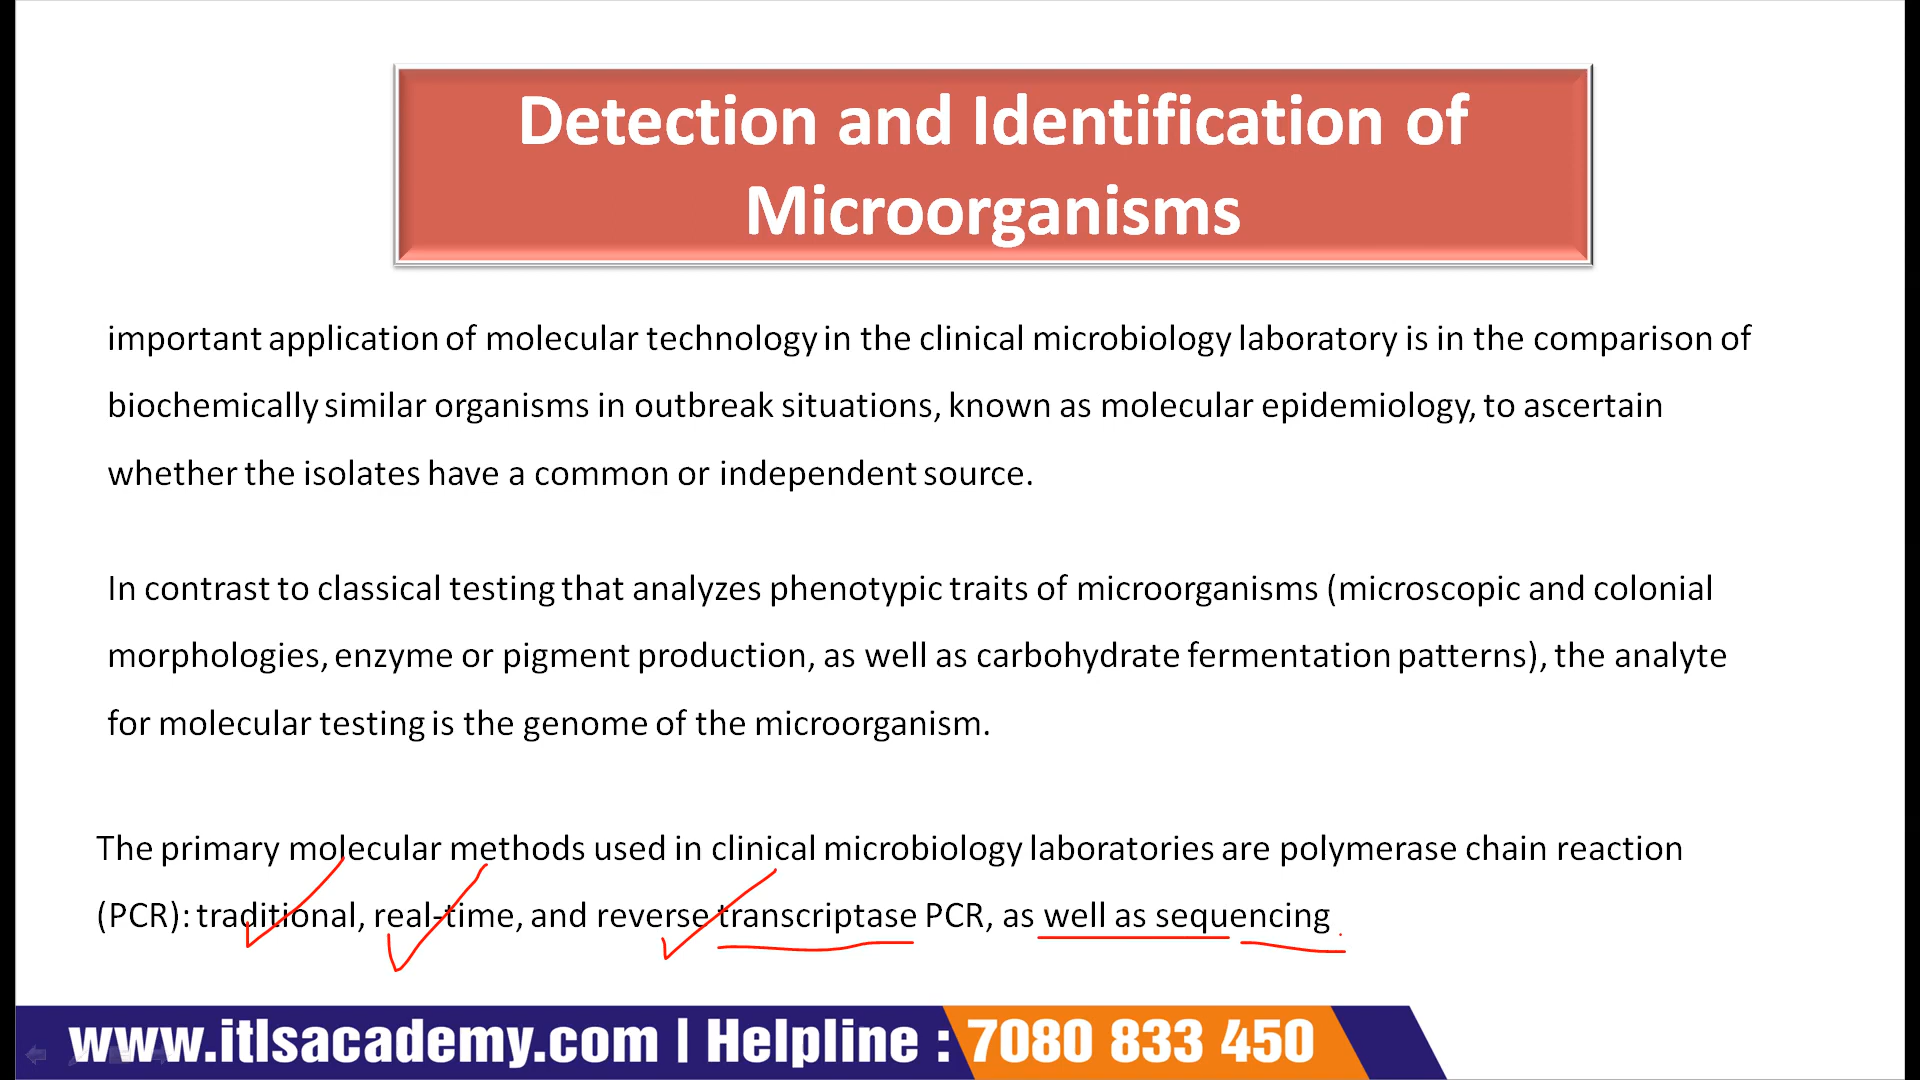 Detection and Identification of
Microorganisms
important application of molecular technology in the clinical microbiology laboratory is in the comparison of
biochemically similar organisms in outbreak situations, known as molecular epidemiology, to ascertain
whether the isolates have a common or independent source.
In contrast to classical testing that analyzes phenotypic traits of microorganisms (microscopic and colonial
morphologies, enzyme or pigment production, as well as carbohydrate fermentation patterns), the analyte
for molecular testing is the genome of the microorganism.
The primary molecular methods used in clinical microbiology laboratories are polymerase chain reaction
(PCR): traditional, real-time, and reverse transcriptase PCR, as well as sequencing
www.itlsacademy.com | Helpline : 7080 833 450